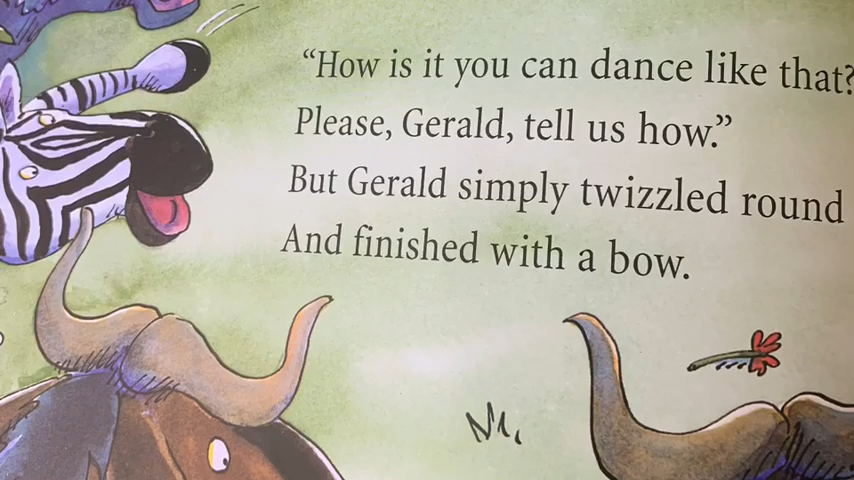 “How is it you can dance like that?
Please, Gerald, tell us how.”
But Gerald simply twizzled round
And finished with a bow.